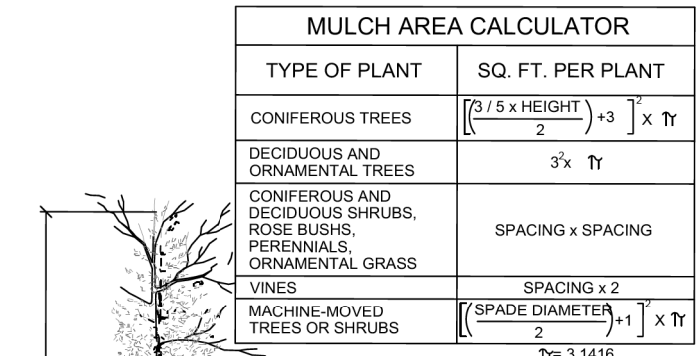 MULCH AREA CALCULATOR
TYPE OF PLANT
SQ. FT. PER PLANT
CONIFEROUS TREES
[(3 / 5 x HEIGHT / 2) +3 ]² x π
DECIDUOUS AND
ORNAMENTAL TREES
3²x π
CONIFEROUS AND
DECIDUOUS SHRUBS,
ROSE BUSHS,
PERENNIALS,
ORNAMENTAL GRASS
SPACING x SPACING
VINES
SPACING x 2
MACHINE-MOVED
TREES OR SHRUBS
[(SPADE DIAMETER / 2)+1 ]² x π
π= 3.1416